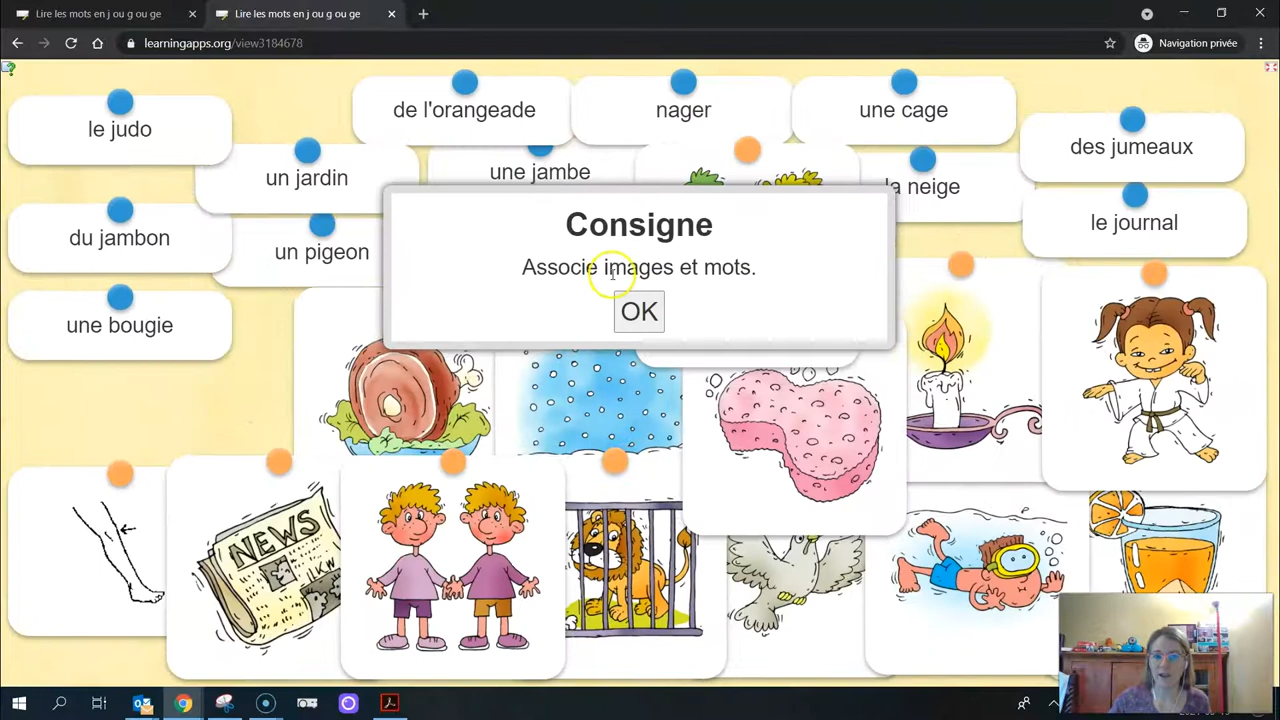 Lire les mots en j ou g ou ge
Lire les mots en j ou g ou ge
learningapps.org/view3184678
Navigation privée
de l'orangeade
nager
une cage
le judo
des jumeaux
un jardin
une jambe
la neige
le journal
du jambon
un pigeon
Consigne
Associe images et mots.
OK
une bougie
NEWS